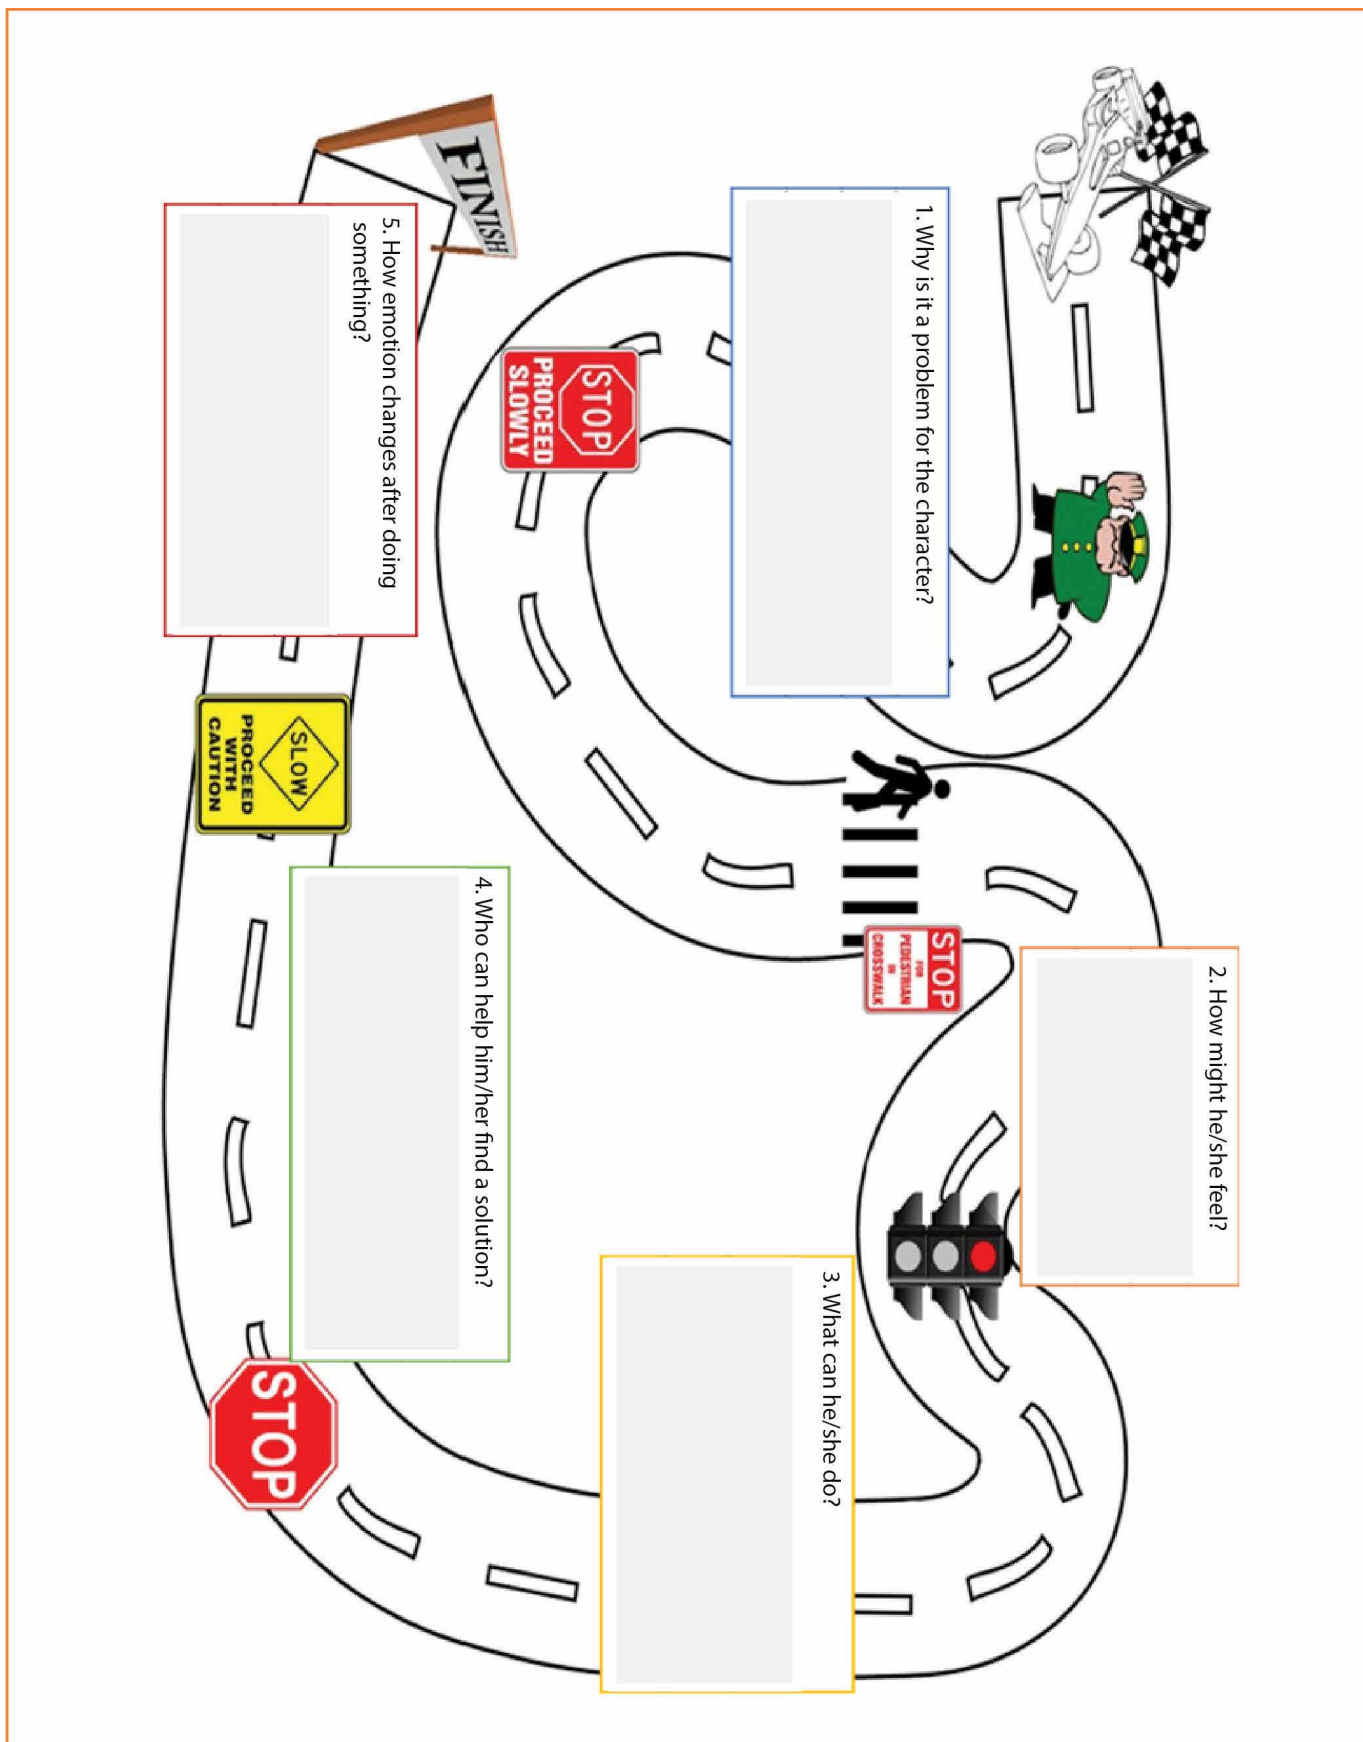 FINISH
1. Why is it a problem for the character?
STOP
PROCEED
SLOWLY
2. How might he/she feel?
STOP
FOR
PEDESTRIAN
IN
CROSSWALK
3. What can he/she do?
4. Who can help him/her find a solution?
STOP
SLOW
PROCEED
WITH
CAUTION
5. How emotion changes after doing
something?